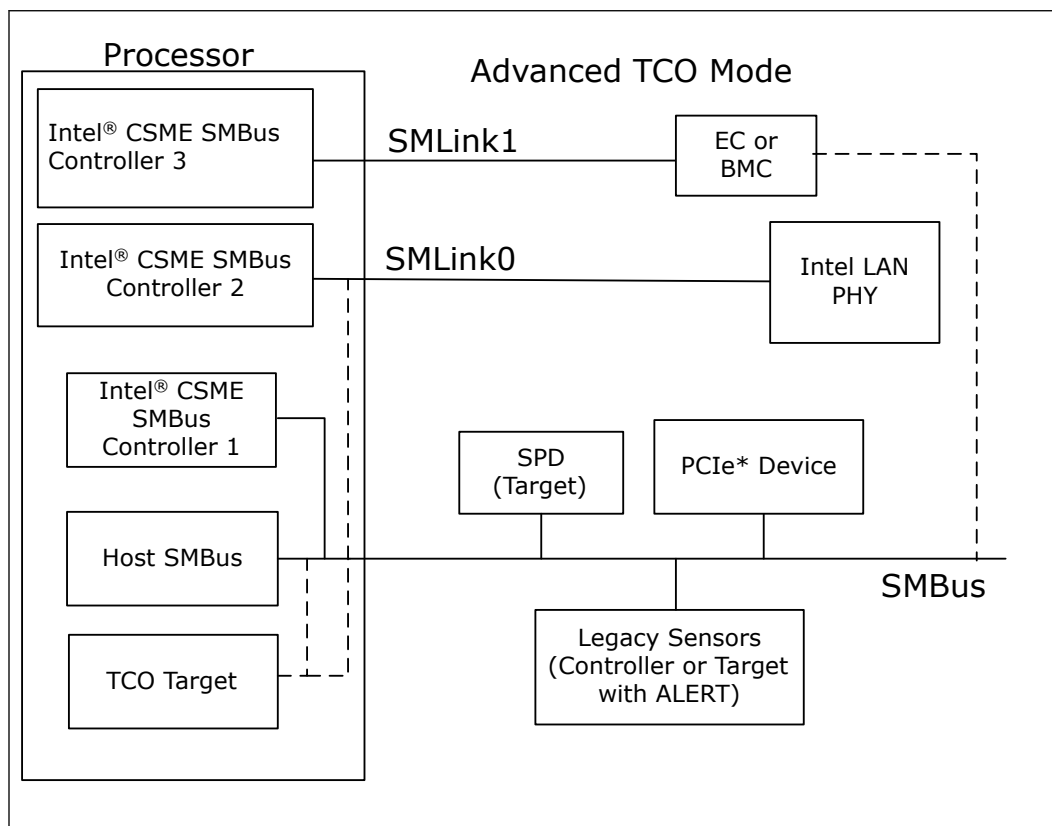 Processor
Advanced TCO Mode
Intel® CSME SMBus
Controller 3
SMLink1
EC or
BMC
Intel® CSME SMBus
Controller 2
SMLink0
Intel LAN
PHY
Intel® CSME
SMBus
Controller 1
SPD
(Target)
PCIe* Device
Host SMBus
SMBus
TCO Target
Legacy Sensors
(Controller or Target
with ALERT)